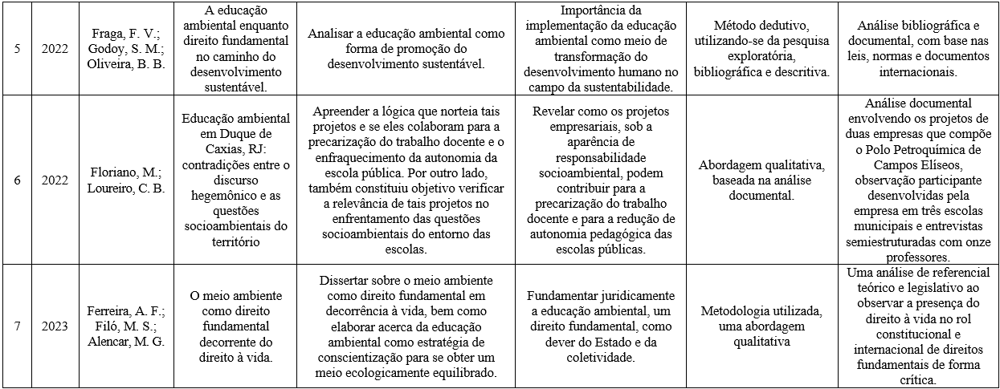 5
2022
Fraga, F. V.;
Godoy, S. M.;
Oliveira, B. B.
A educação
ambiental enquanto
direito fundamental
no caminho do
desenvolvimento
sustentável.
Analisar a educação ambiental como
forma de promoção do
desenvolvimento sustentável.
Importância da
implementação da educação
ambiental como meio de
transformação do
desenvolvimento humano no
campo da sustentabilidade.
Método dedutivo,
utilizando-se da pesquisa
exploratória,
bibliográfica e descritiva.
Análise bibliográfica e
documental, com base nas
leis, normas e documentos
internacionais.
6
2022
Floriano, M.;
Loureiro, C. B.
Educação ambiental
em Duque de
Caxias, RJ:
contradições entre o
discurso
hegemônico e as
questões
socioambientais do
território
Apreender a lógica que norteia tais
projetos e se eles colaboram para a
precarização do trabalho docente e o
enfraquecimento da autonomia da
escola pública. Por outro lado,
também constituiu objetivo verificar
a relevância de tais projetos no
enfrentamento das questões
socioambientais do entorno das
escolas.
Revelar como os projetos
empresariais, sob a
aparência de
responsabilidade
socioambiental, podem
contribuir para a
precarização do trabalho
docente e para a redução de
autonomia pedagógica das
escolas públicas.
Abordagem qualitativa,
baseada na análise
documental.
Análise documental
envolvendo os projetos de
duas empresas que compõe
o Polo Petroquímica de
Campos Elíseos,
observação participante
desenvolvidas pela
empresa em três escolas
municipais e entrevistas
semiestruturadas com onze
professores.
7
2023
Ferreira, A. F.;
Filó, M. S.;
Alencar, M. G.
O meio ambiente
como direito
fundamental
decorrente do
direito à vida.
Dissertar sobre o meio ambiente
como direito fundamental em
decorrência à vida, bem como
elaborar acerca da educação
ambiental como estratégia de
conscientização para se obter um
meio ecologicamente equilibrado.
Fundamentar juridicamente
a educação ambiental, um
direito fundamental, como
dever do Estado e da
coletividade.
Metodologia utilizada,
uma abordagem
qualitativa
Uma análise de referencial
teórico e legislativo ao
observar a presença do
direito à vida no rol
constitucional e
internacional de direitos
fundamentais de forma
crítica.